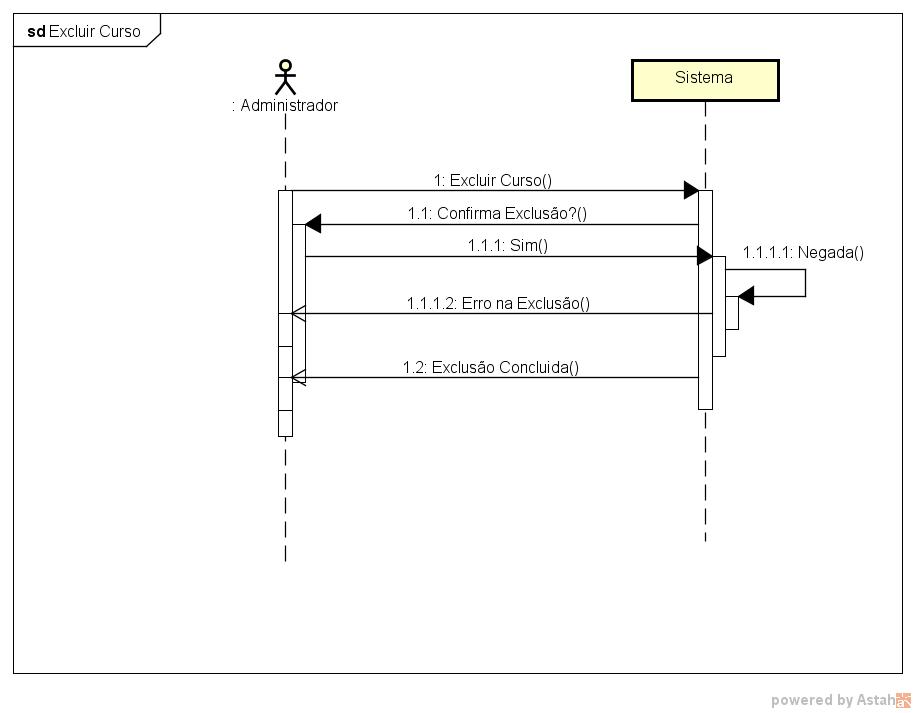 sd Excluir Curso
: Administrador
Sistema
1: Excluir Curso()
1.1: Confirma Exclusão?()
1.1.1: Sim()
1.1.1.1: Negada()
1.1.1.2: Erro na Exclusão()
1.2: Exclusão Concluida()
powered by Astah